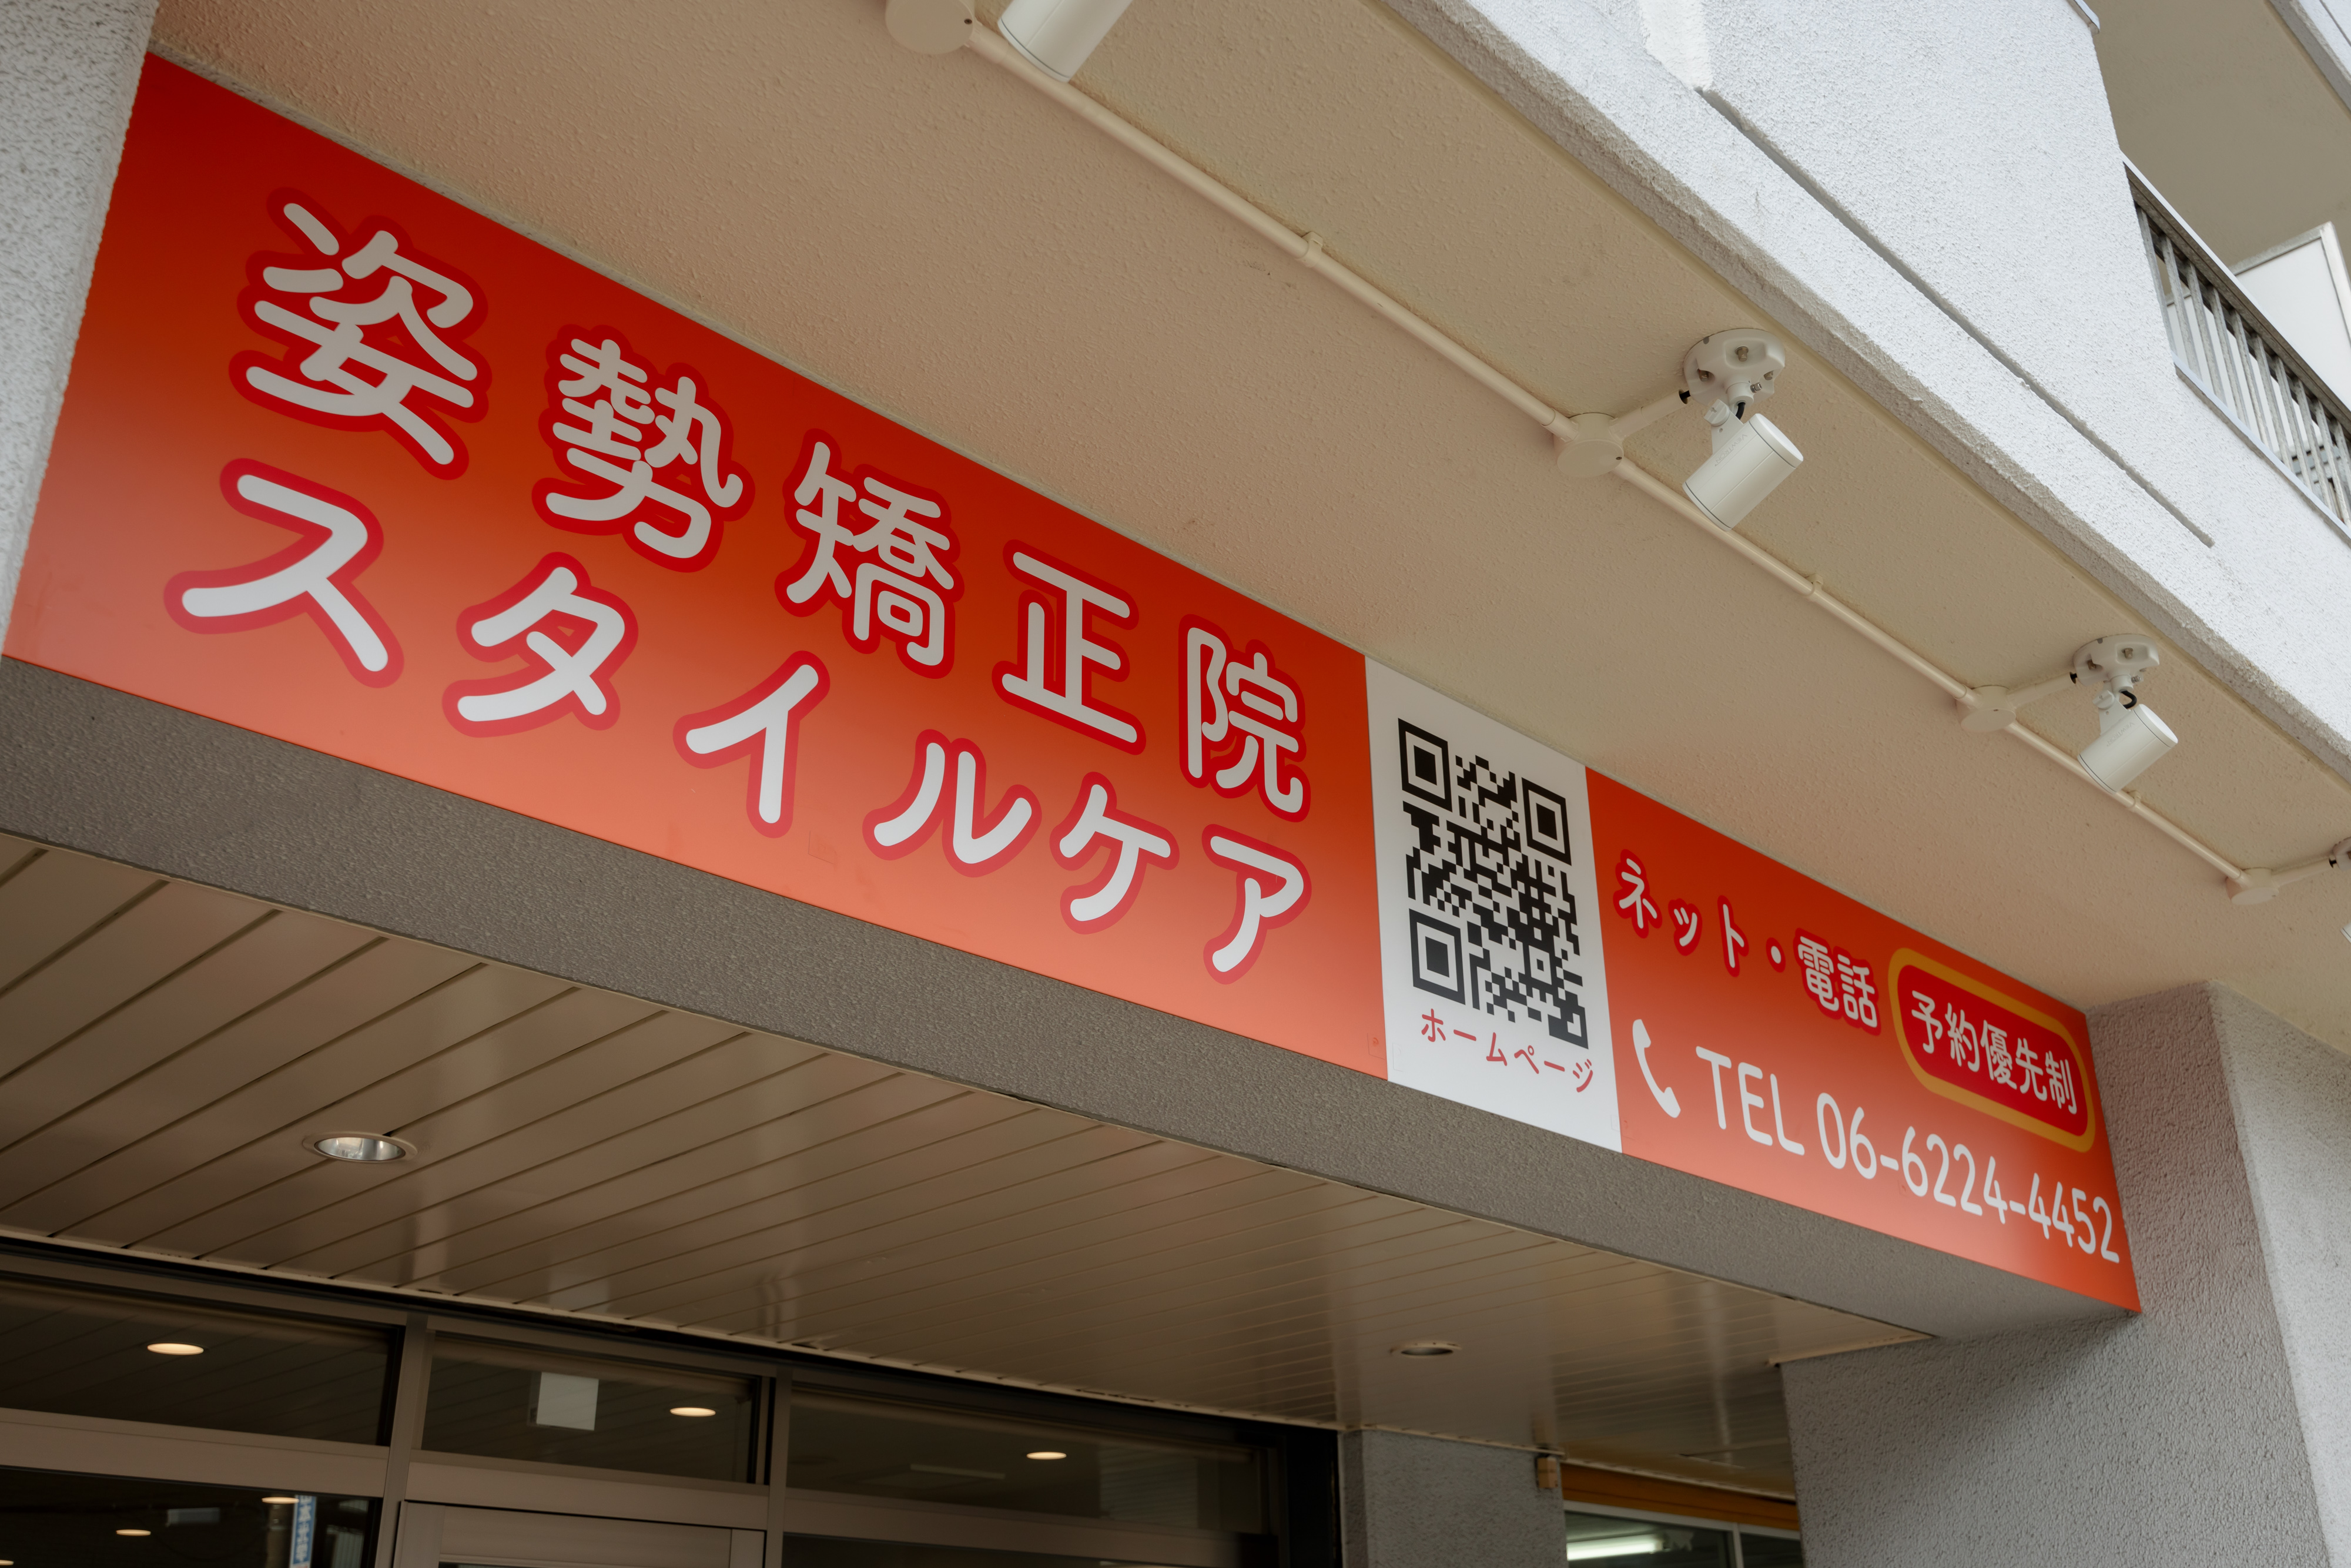 姿勢矯正院
スタイルケア
ホームページ
ネット・電話
予約優先制
TEL 06-6224-4452